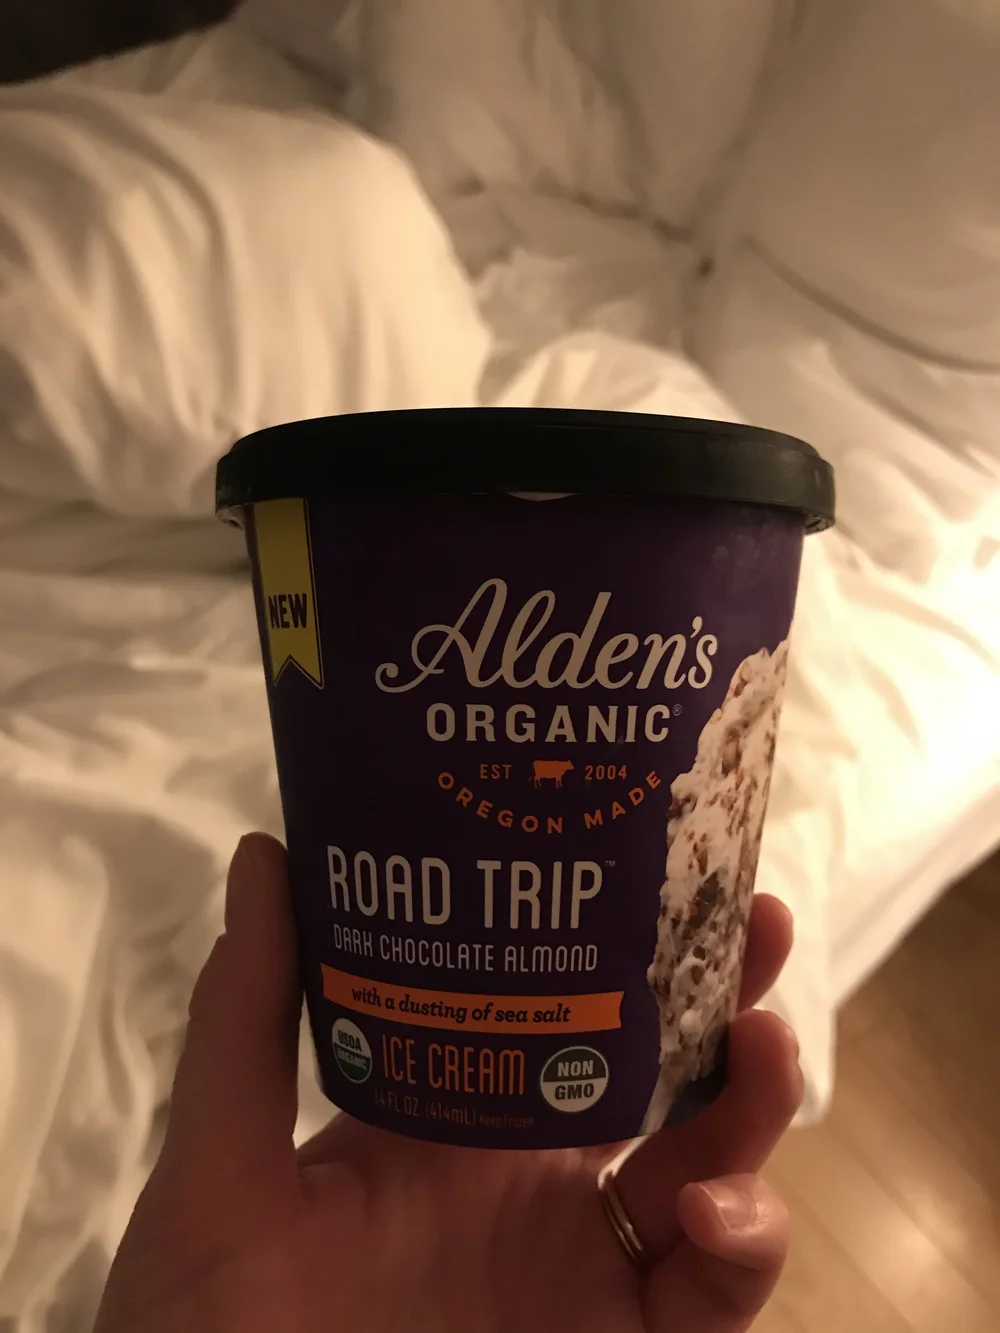 NEW
Alden's
ORGANIC®
EST 2004
OREGON MADE
ROAD TRIP™
DARK CHOCOLATE ALMOND
with a dusting of sea salt
USDA
ORGANIC
ICE CREAM
NON
GMO
14 FL OZ (414mL) Keep Frozen